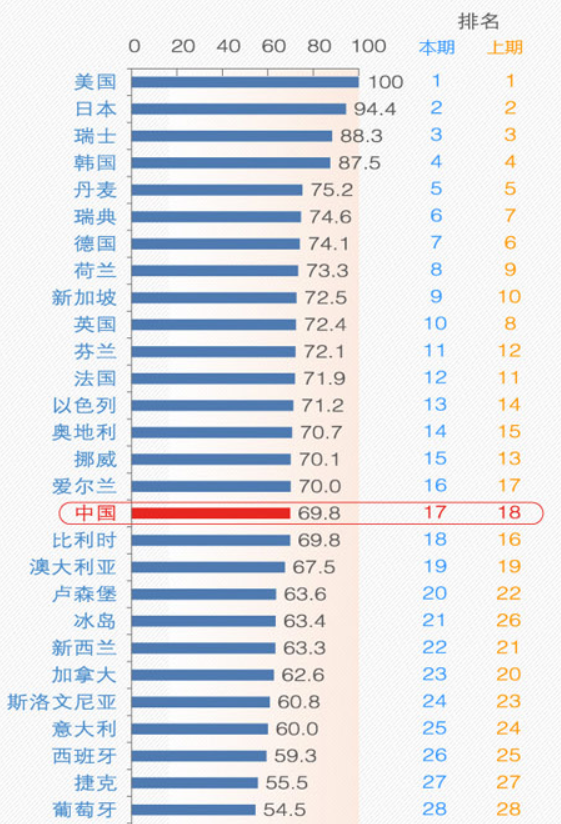 排名
0 20 40 60 80 100 本期 上期
美国 100 1 1
日本 94.4 2 2
瑞士 88.3 3 3
韩国 87.5 4 4
丹麦 75.2 5 5
瑞典 74.6 6 7
德国 74.1 7 6
荷兰 73.3 8 9
新加坡 72.5 9 10
英国 72.4 10 8
芬兰 72.1 11 12
法国 71.9 12 11
以色列 71.2 13 14
奥地利 70.7 14 15
挪威 70.1 15 13
爱尔兰 70.0 16 17
中国 69.8 17 18
比利时 69.8 18 16
澳大利亚 67.5 19 19
卢森堡 63.6 20 22
冰岛 63.4 21 26
新西兰 63.3 22 21
加拿大 62.6 23 20
斯洛文尼亚 60.8 24 23
意大利 60.0 25 24
西班牙 59.3 26 25
捷克 55.5 27 27
葡萄牙 54.5 28 28